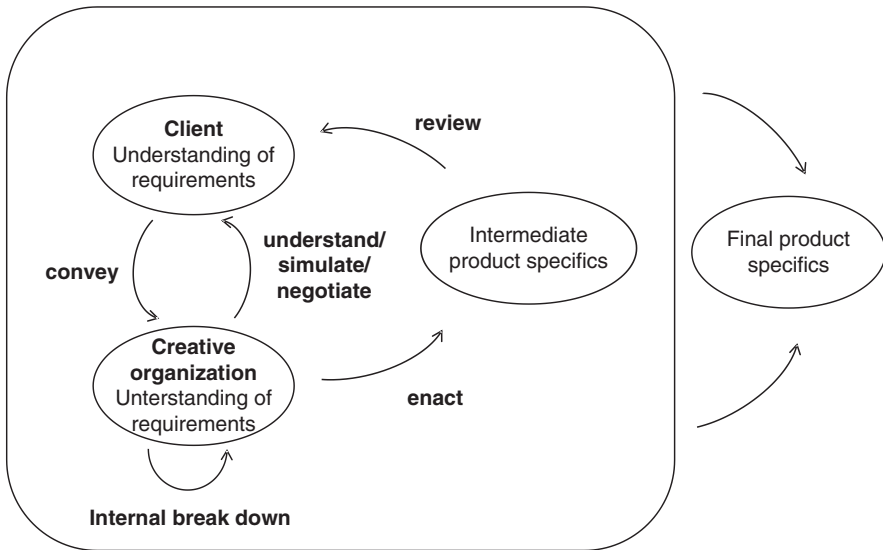 Client
Understanding of
requirements
review
Intermediate
product specifics
Final product
specifics
convey
understand/
simulate/
negotiate
Creative
organization
Unterstanding of
requirements
enact
Internal break down